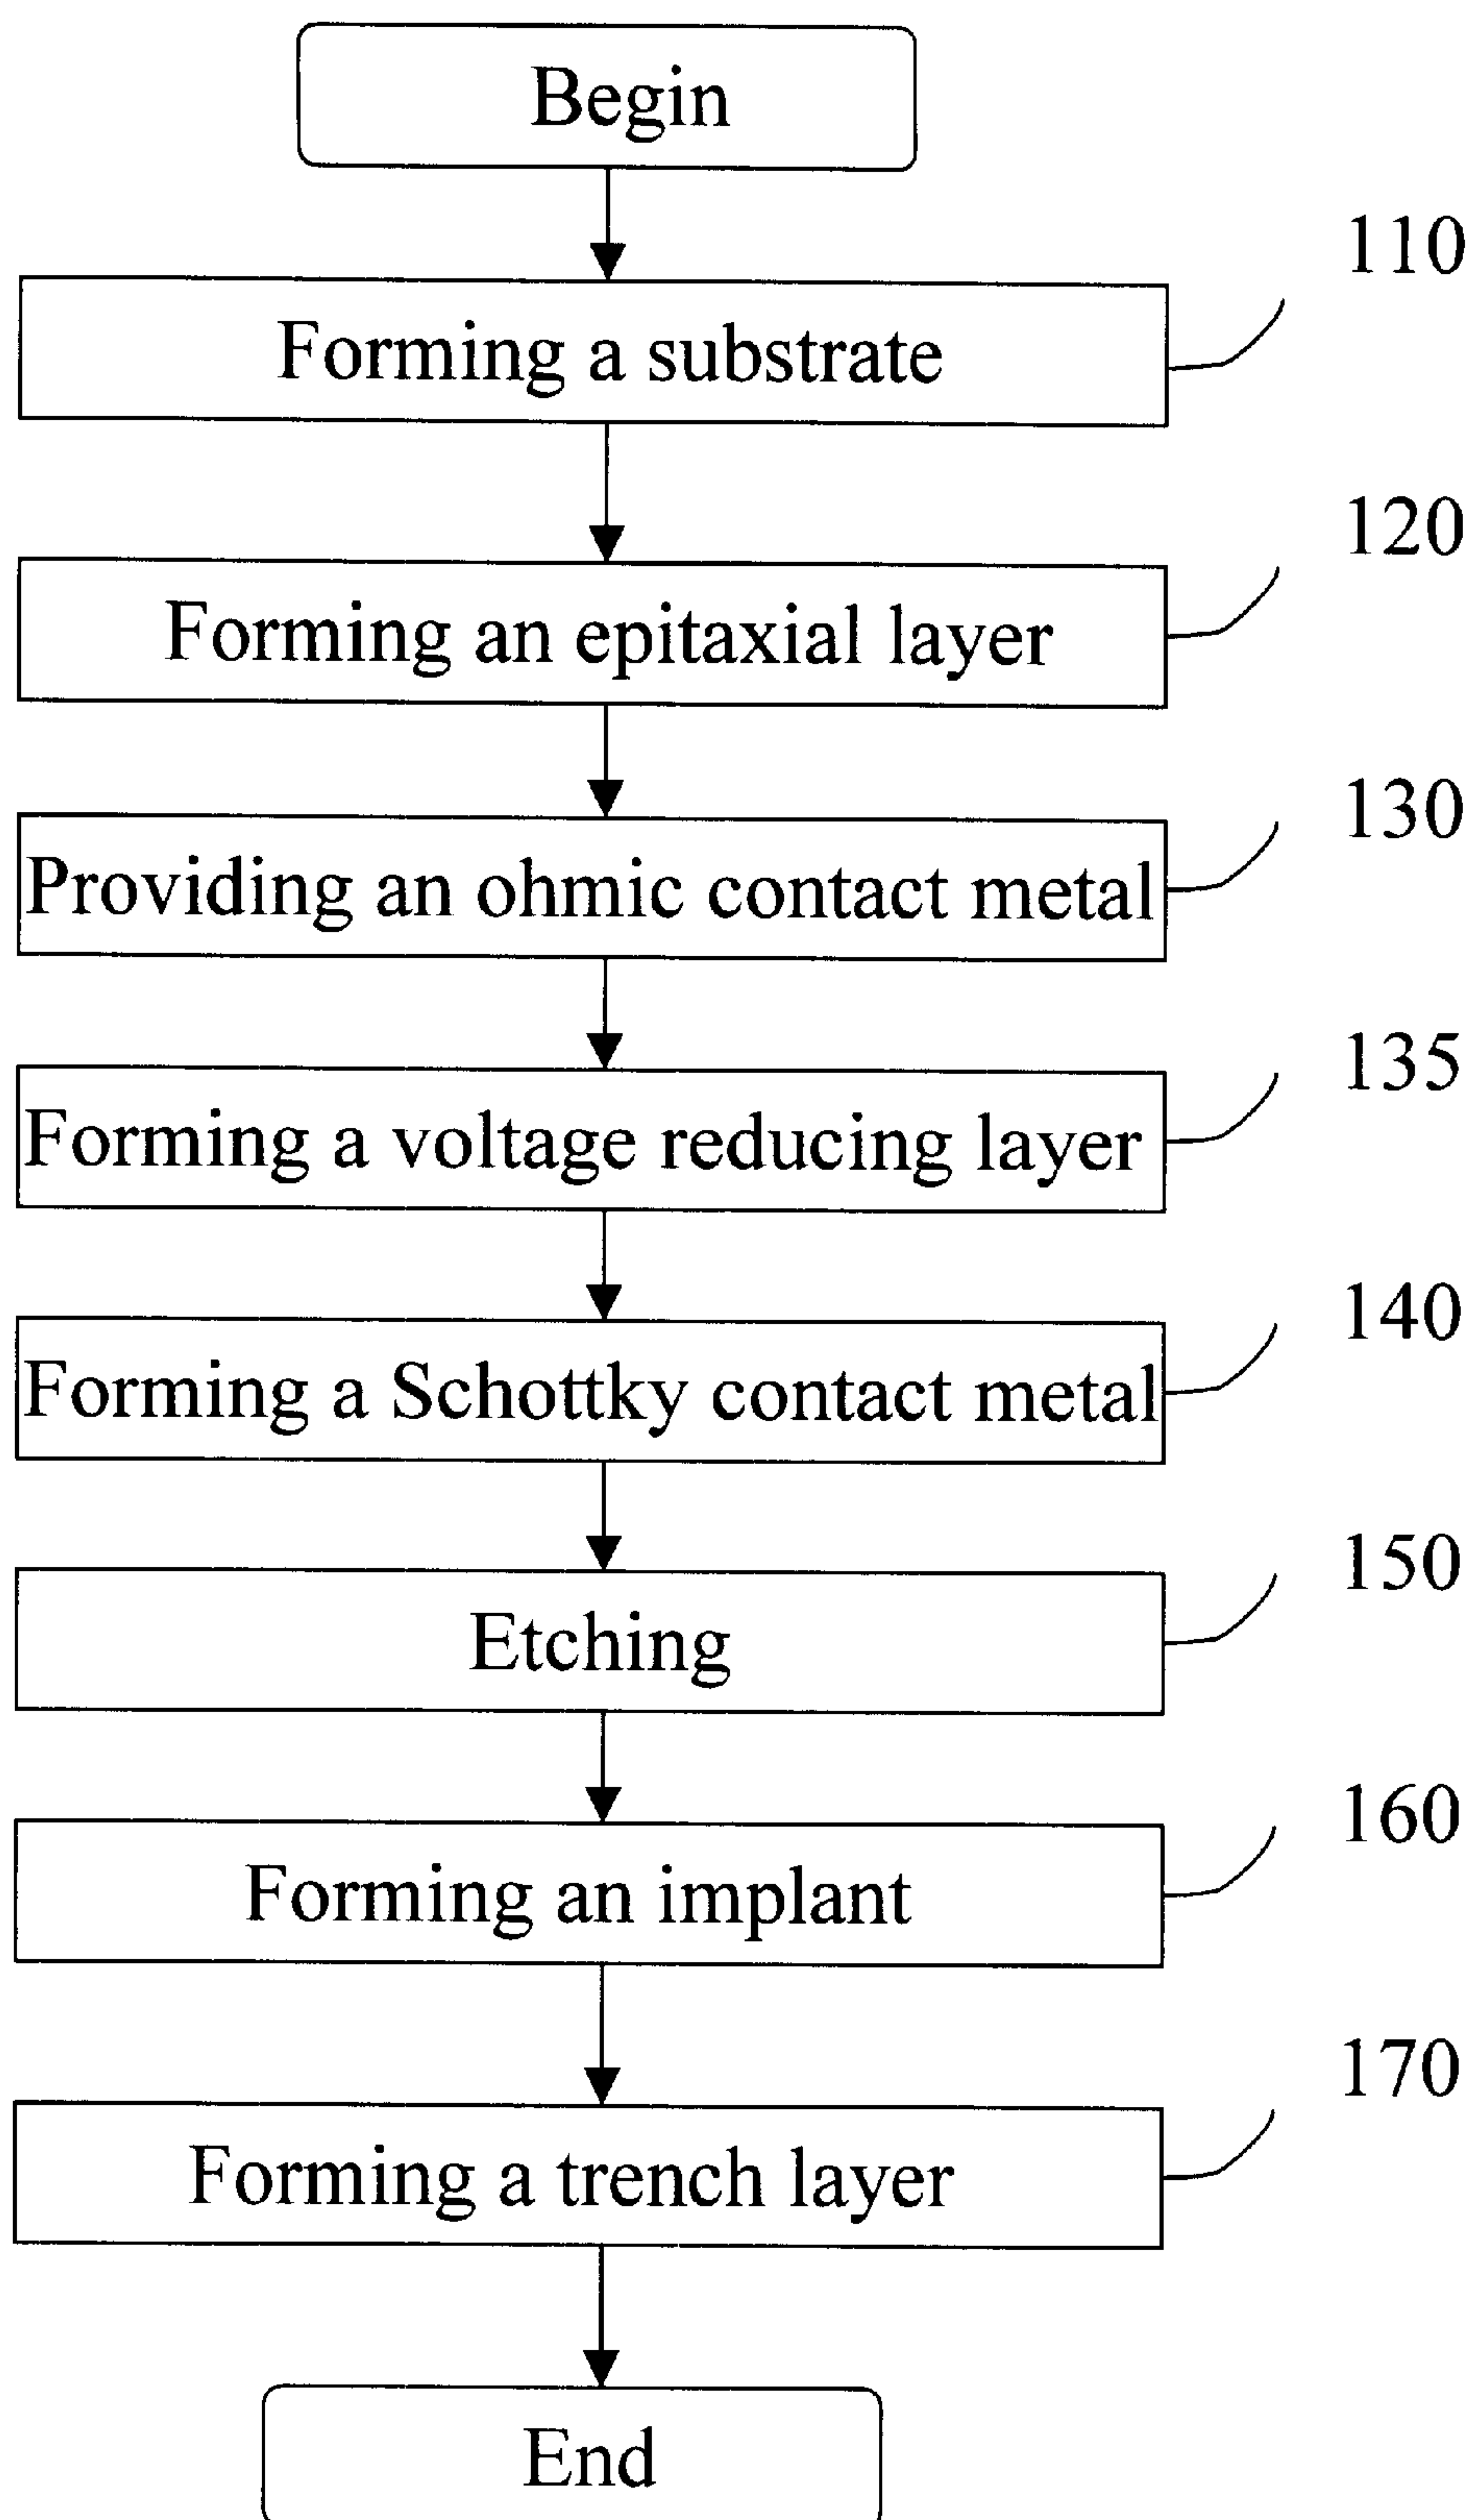 Begin
110
Forming a substrate
120
Forming an epitaxial layer
130
Providing an ohmic contact metal
135
Forming a voltage reducing layer
140
Forming a Schottky contact metal
150
Etching
160
Forming an implant
170
Forming a trench layer
End